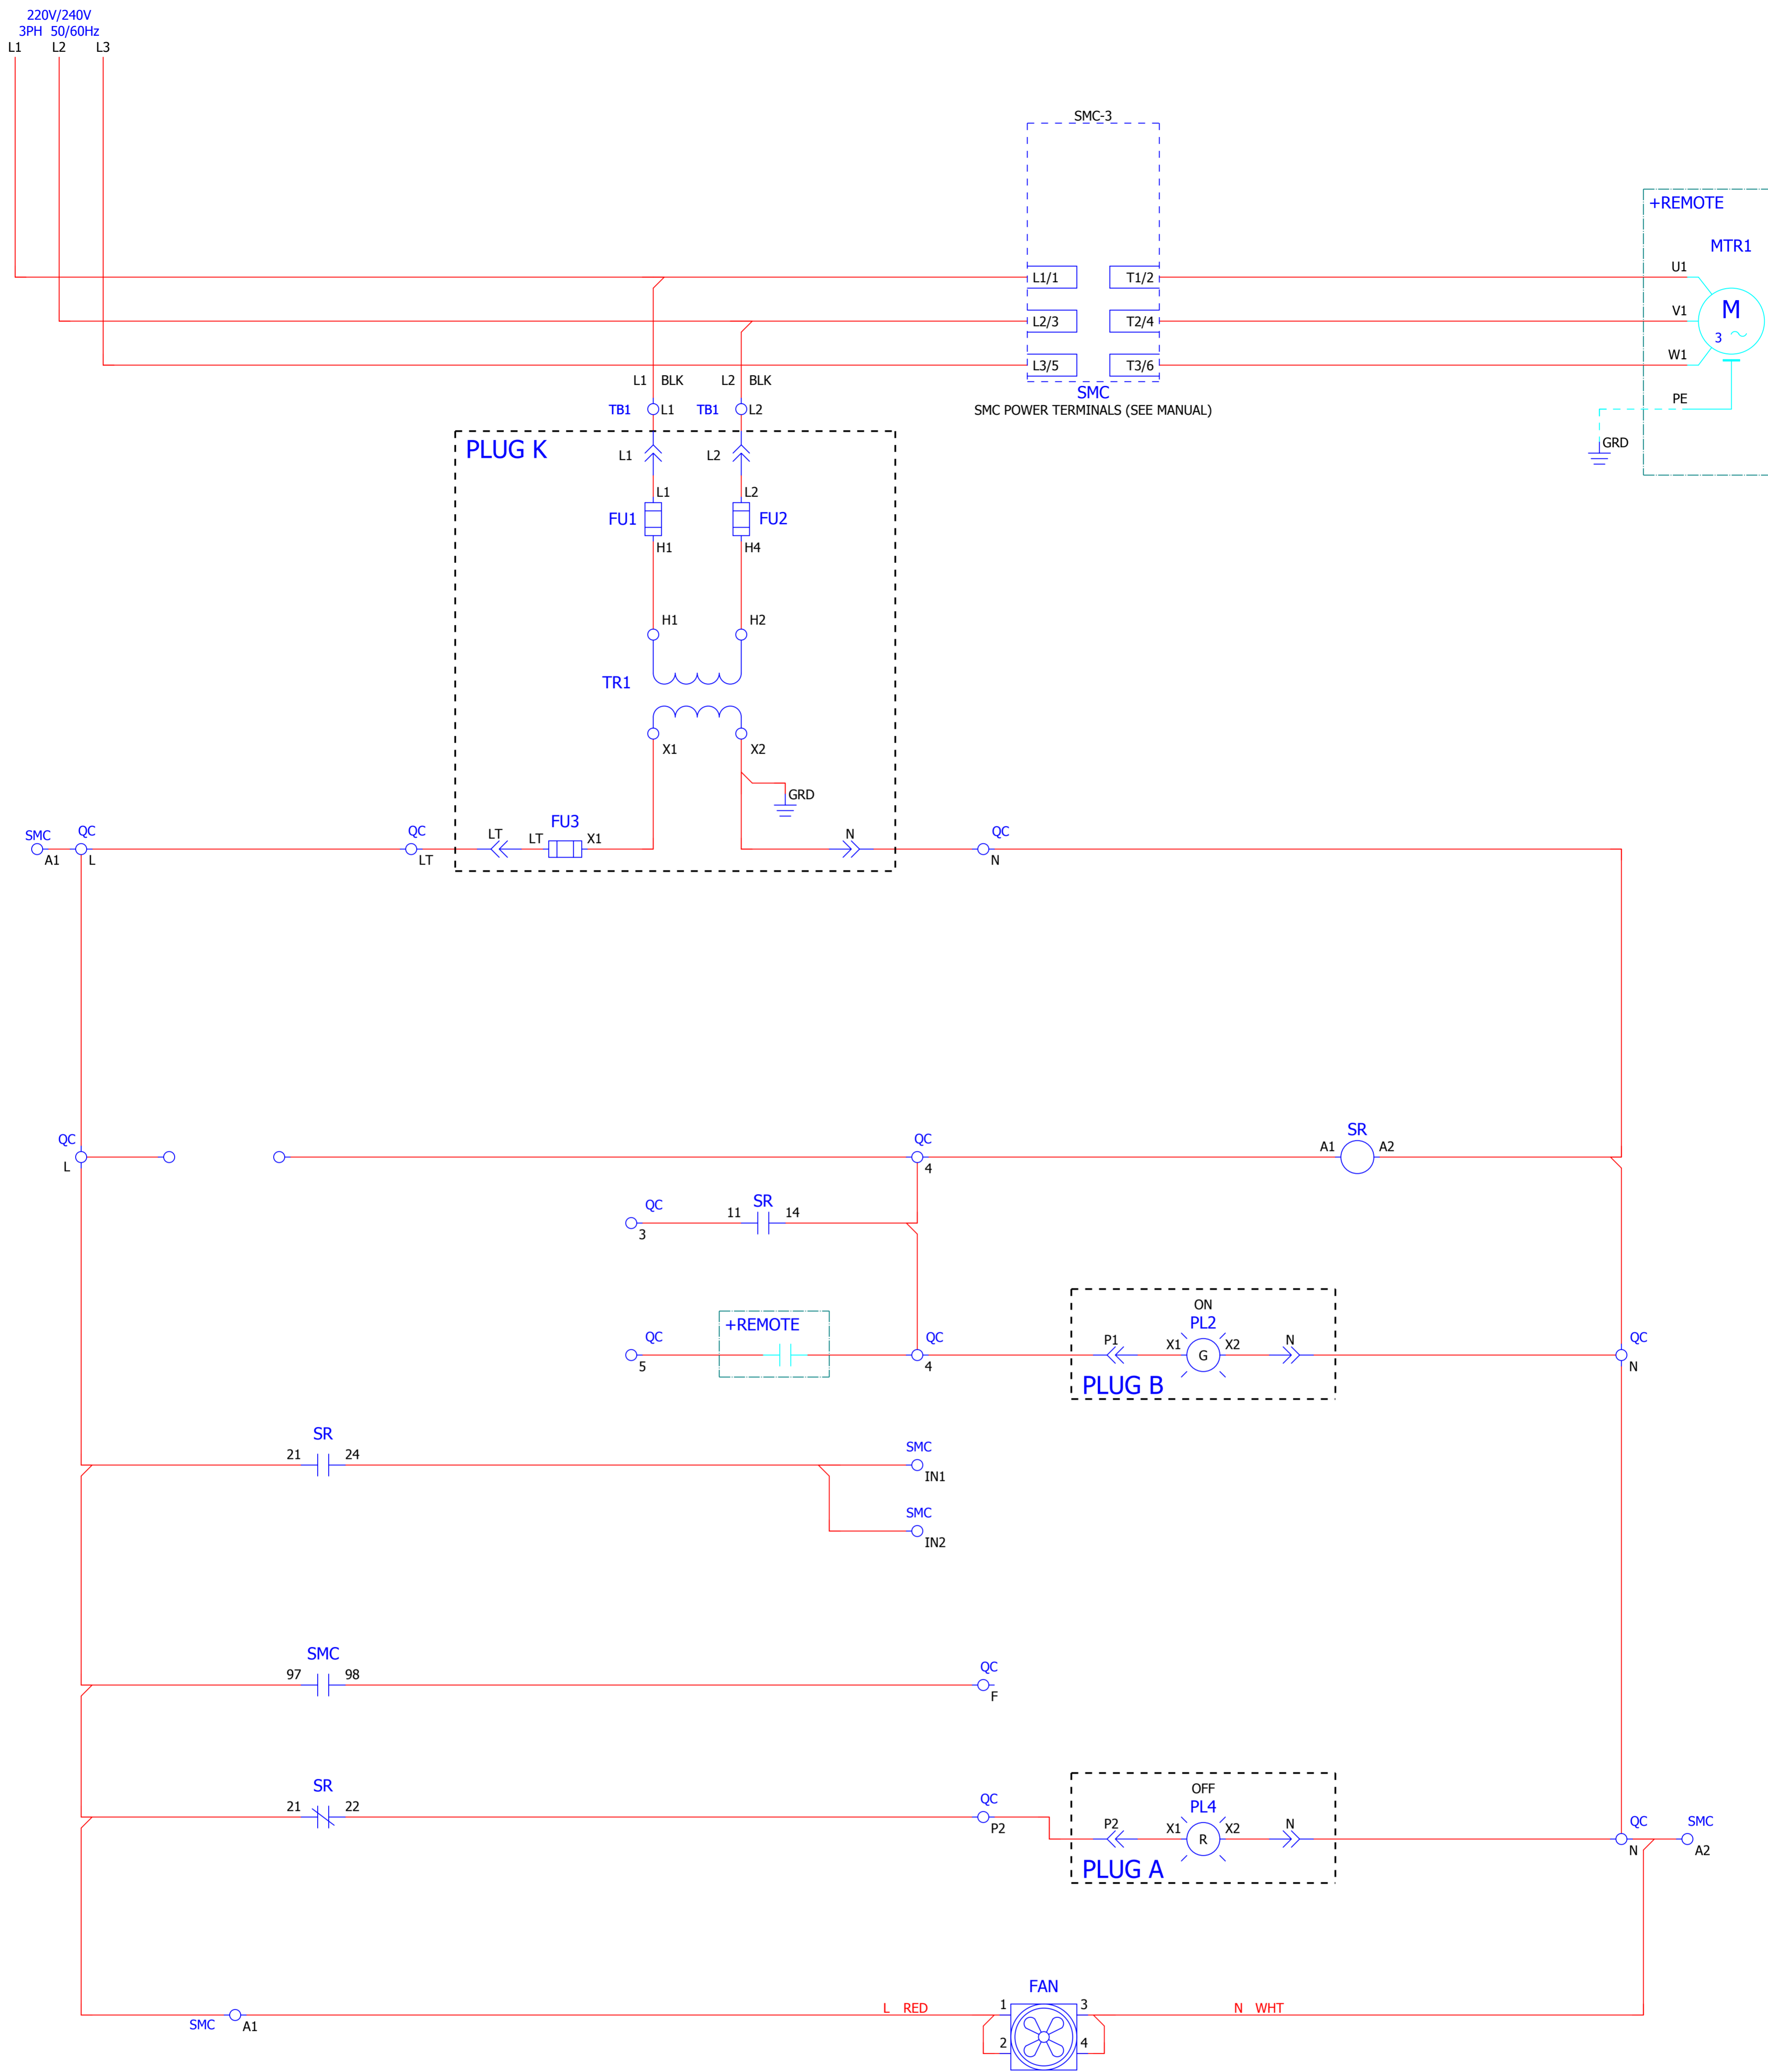 220V/240V
3PH 50/60Hz
L1 L2 L3
SMC-3
+REMOTE
MTR1
L1/1 T1/2 U1
L2/3 T2/4 V1
M
3
L3/5 T3/6 W1
L1 BLK L2 BLK
SMC
TB1 L1 TB1 L2
SMC POWER TERMINALS (SEE MANUAL)
PE
GRD
PLUG K
L1 L2
L1 L2
FU1 FU2
H1 H4
H1 H2
TR1
X1 X2
GRD
FU3
SMC QC QC LT LT X1 N QC
A1 L LT N
QC QC SR
A1 A2
L 4
QC 11 SR 14
3
ON
+REMOTE PL2
QC QC P1 X1 X2 N QC
G
5 4 N
PLUG B
SR SMC
21 24
IN1
SMC
IN2
SMC QC
97 98
F
SR OFF
21 22 QC PL4
P2 P2 X1 X2 N QC SMC
R
N A2
PLUG A
FAN
L RED 1 3 N WHT
SMC A1
2 4